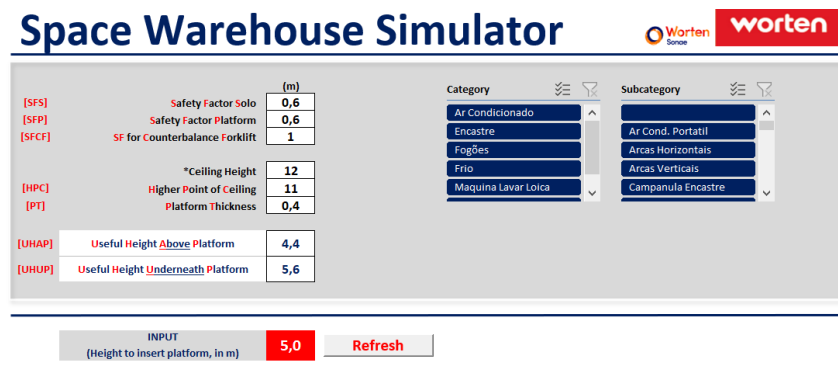 Space Warehouse Simulator
Worten
Sonae
worten
(m)
[SFS] Safety Factor Solo 0,6
[SFP] Safety Factor Platform 0,6
[SFCF] SF for Counterbalance Forklift 1
*Ceiling Height 12
[HPC] Higher Point of Ceiling 11
[PT] Platform Thickness 0,4
[UHAP] Useful Height Above Platform 4,4
[UHUP] Useful Height Underneath Platform 5,6
Category
Ar Condicionado
Encastre
Fogões
Frio
Maquina Lavar Loica
Subcategory
Ar Cond. Portatil
Arcas Horizontais
Arcas Verticais
Campanula Encastre
INPUT
(Height to insert platform, in m)
5,0
Refresh